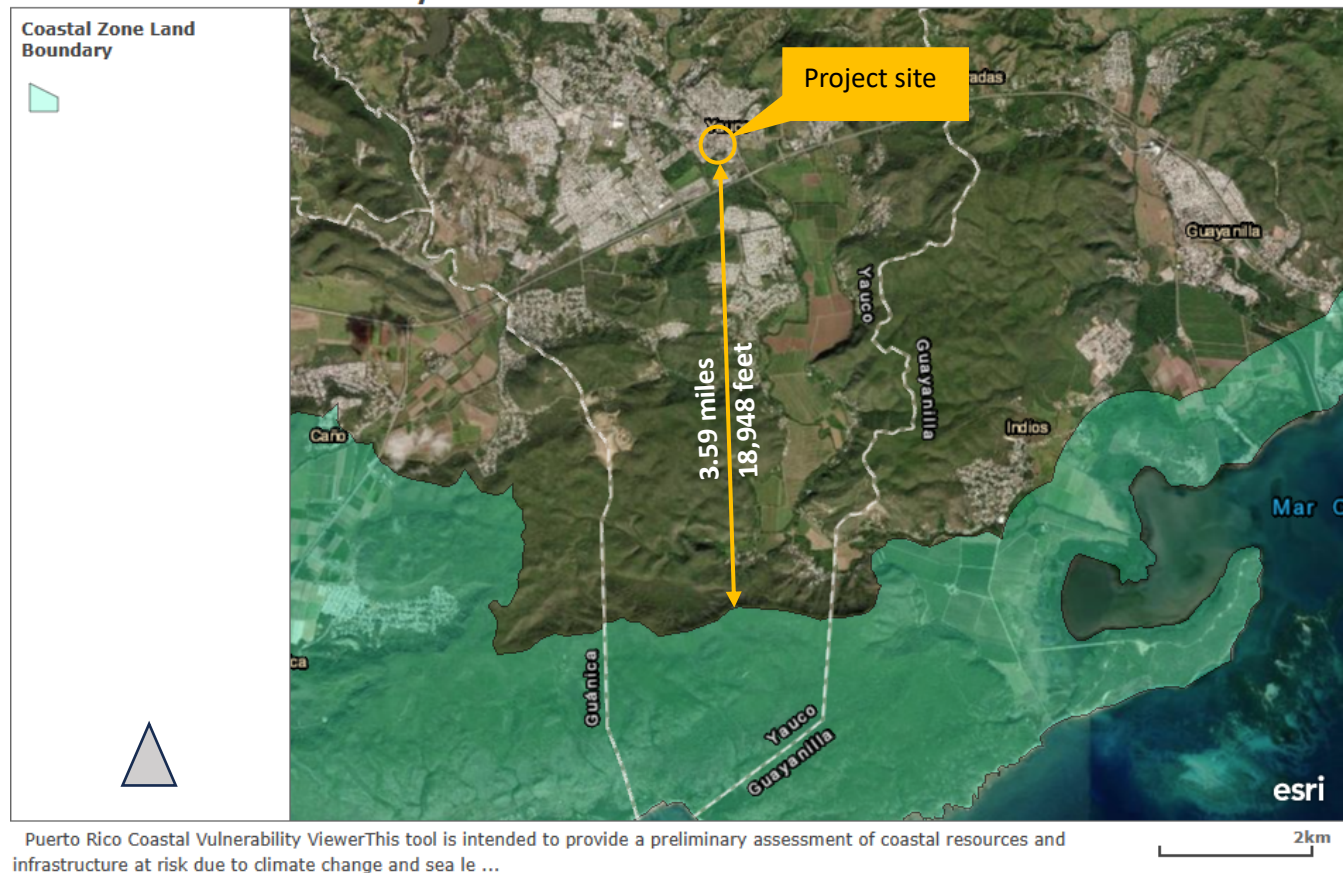 Coastal Zone Land
Boundary
Project site
adas
Yauco
Guayanilla
Yauco
Guayanilla
3.59 miles
18,948 feet
Caño
Indios
Mar C
ca
Guánica
Yauco
Guayanilla
esri
Puerto Rico Coastal Vulnerability ViewerThis tool is intended to provide a preliminary assessment of coastal resources and
infrastructure at risk due to climate change and sea le ...
2km